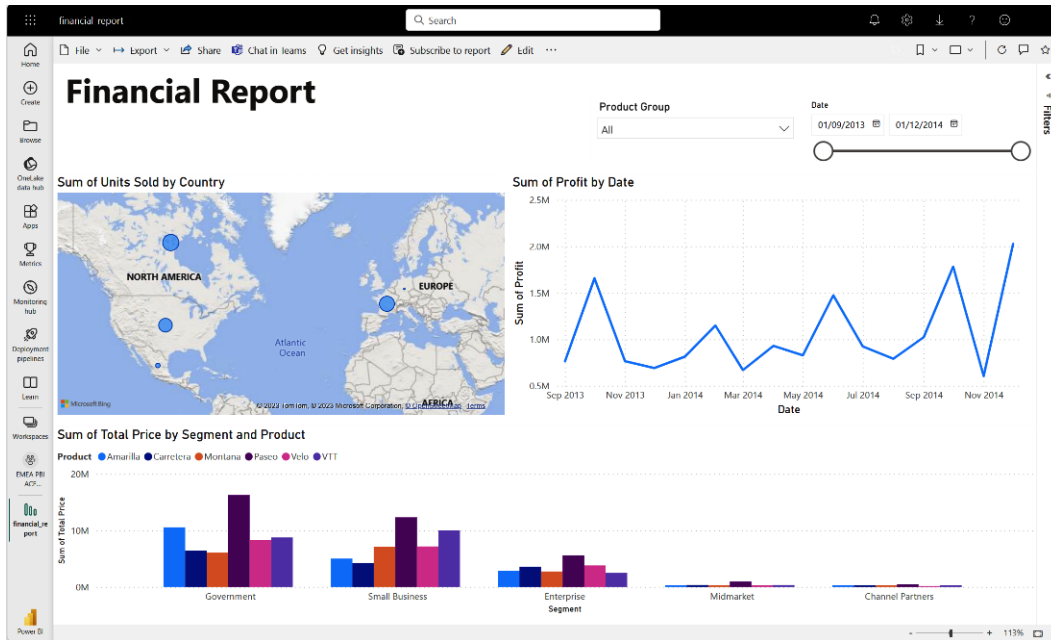 financial report
Search
File
Export
Share
Chat in Teams
Get insights
Subscribe to report
Edit
Home
Create
Browse
OneLake
data hub
Apps
Metrics
Monitoring
hub
Deployment
pipelines
Learn
Workspaces
EMEA PBI
ACE...
financial_re
port
Power BI
Financial Report
Product Group
All
Date
01/09/2013
01/12/2014
Filters
Sum of Units Sold by Country
NORTH AMERICA
EUROPE
Atlantic
Ocean
AFRICA
Microsoft Bing
© 2023 TomTom, © 2023 Microsoft Corporation, © OpenStreetMap Terms
Sum of Profit by Date
Sum of Profit
2.5M
2.0M
1.5M
1.0M
0.5M
Sep 2013 Nov 2013 Jan 2014 Mar 2014 May 2014 Jul 2014 Sep 2014 Nov 2014
Date
Sum of Total Price by Segment and Product
Product Amarilla Carretera Montana Paseo Velo VTT
Sum of Total Price
20M
10M
0M
Government Small Business Enterprise Midmarket Channel Partners
Segment
- + 113%